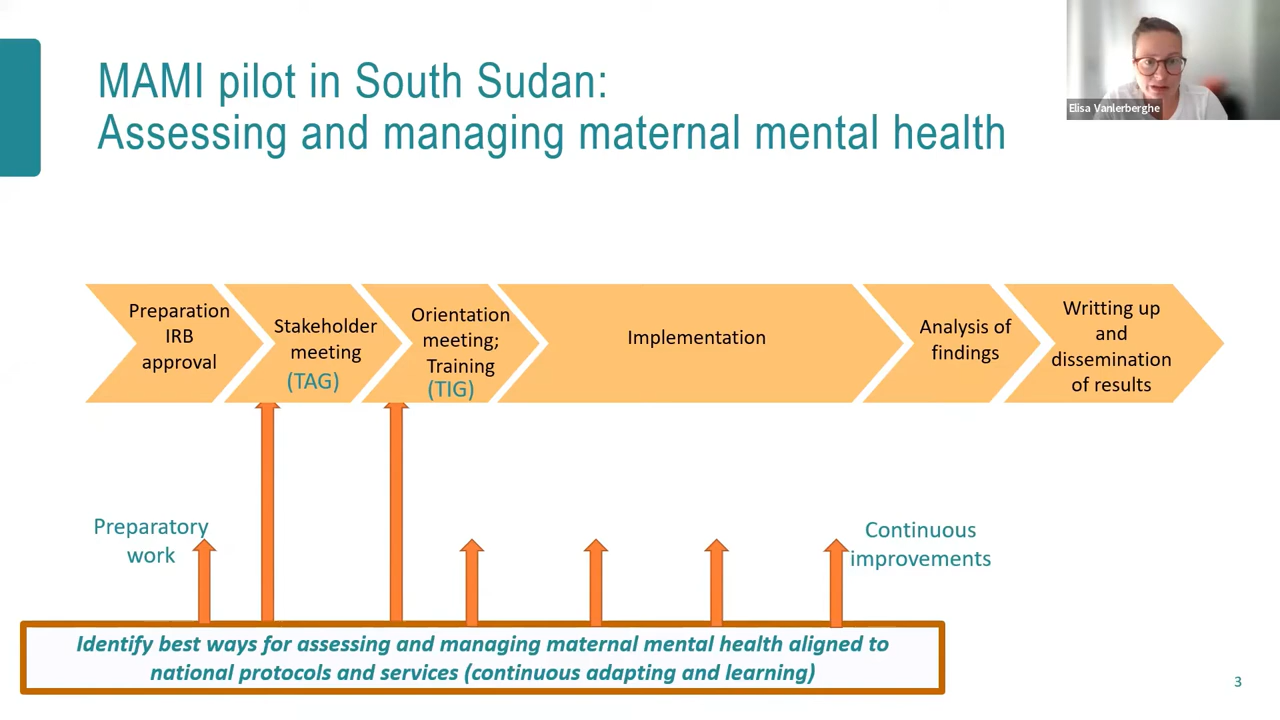 MAMI pilot in South Sudan:
Assessing and managing maternal mental health
Elisa Vanlerberghe
Preparation
IRB
approval
Stakeholder
meeting
(TAG)
Orientation
meeting;
Training
(TIG)
Implementation
Analysis of
findings
Writting up
and
dissemination
of results
Preparatory
work
Continuous
improvements
Identify best ways for assessing and managing maternal mental health aligned to
national protocols and services (continuous adapting and learning)
3